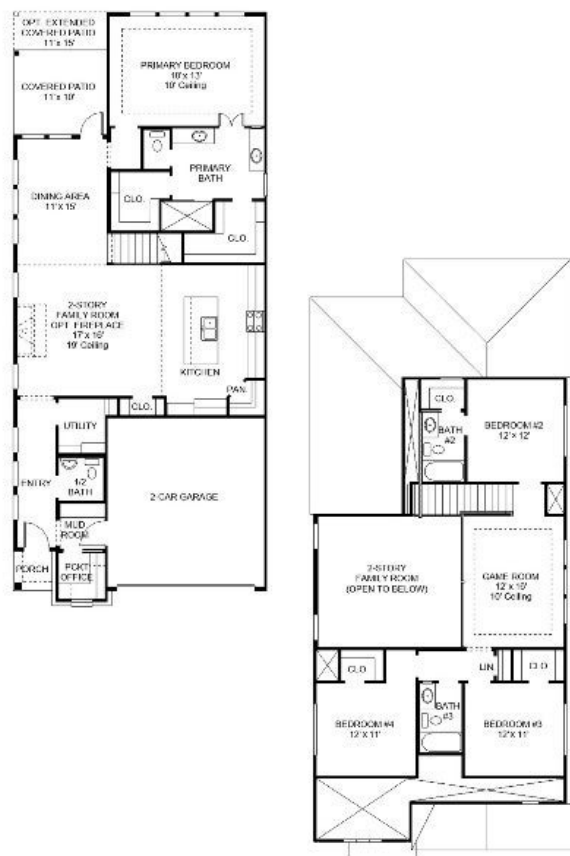 OPT. EXTENDED
COVERED PATIO
11'x 15'
COVERED PATIO
11'x 10'
PRIMARY BEDROOM
18'x 13'
10' Ceiling
PRIMARY
BATH
DINING AREA
11'x 15'
CLO.
CLO.
2-STORY
FAMILY ROOM
OPT. FIREPLACE
17'x 16'
19' Ceiling
KITCHEN
PAN.
CLO.
UTILITY
ENTRY
1/2
BATH
2-CAR GARAGE
MUD
ROOM
PORCH
PCKT
OFFICE
CLO.
BATH
#2
BEDROOM #2
12'x 12'
2-STORY
FAMILY ROOM
(OPEN TO BELOW)
GAME ROOM
12'x 16'
10' Ceiling
CLO
LIN.
CLO
BEDROOM #4
12'x 11'
BATH
#3
BEDROOM #3
12'x 11'